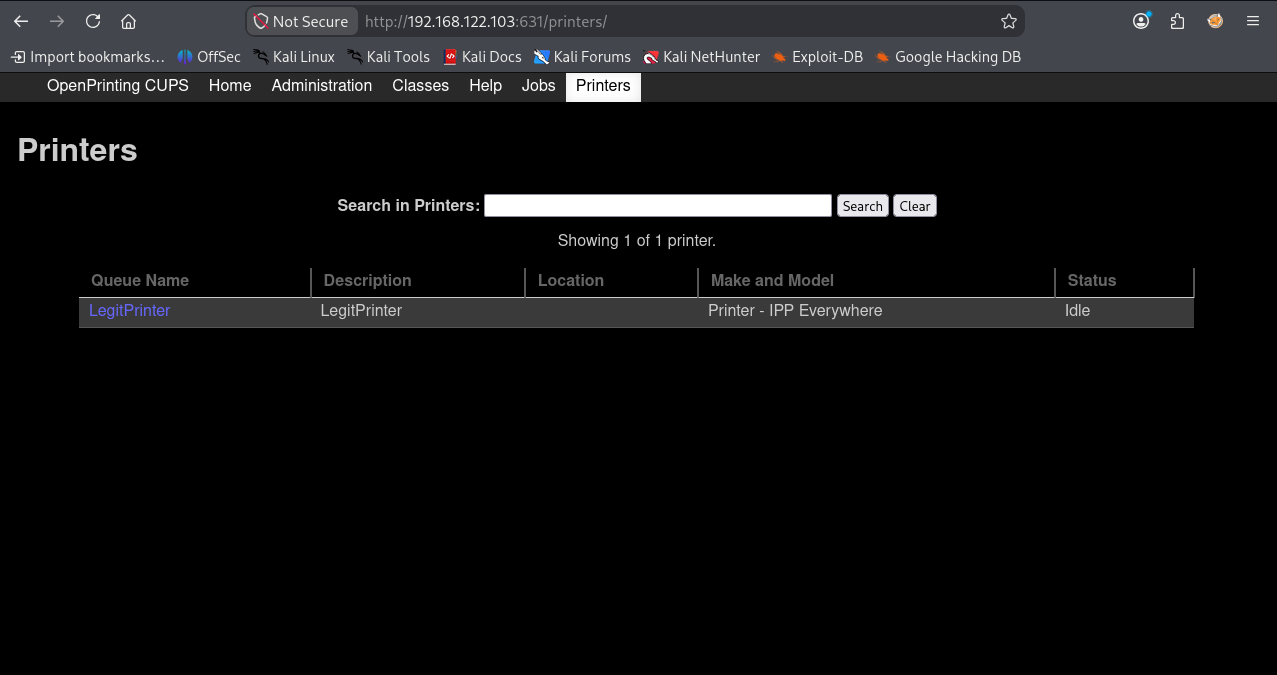 Not Secure http://192.168.122.103:631/printers/
Import bookmarks... OffSec Kali Linux Kali Tools Kali Docs Kali Forums Kali NetHunter Exploit-DB Google Hacking DB
OpenPrinting CUPS Home Administration Classes Help Jobs Printers
Printers
Search in Printers: Search Clear
Showing 1 of 1 printer.
Queue Name Description Location Make and Model Status
LegitPrinter LegitPrinter Printer - IPP Everywhere Idle